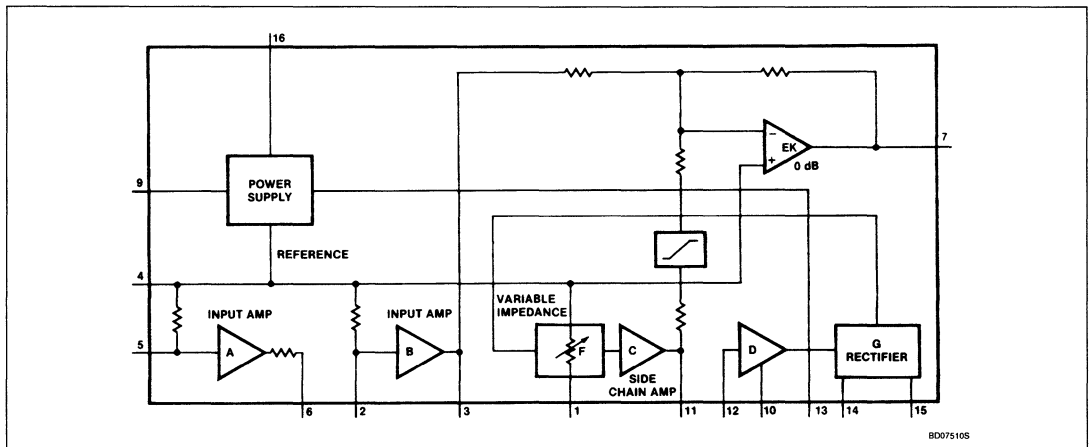 16
7
−
EK
+
0 dB
9
POWER
SUPPLY
REFERENCE
4
VARIABLE
IMPEDANCE
INPUT AMP
INPUT AMP
5
A
B
F
C
D
G
RECTIFIER
SIDE
CHAIN AMP
6
2
3
1
11
12
10
13
14
15
BD07510S